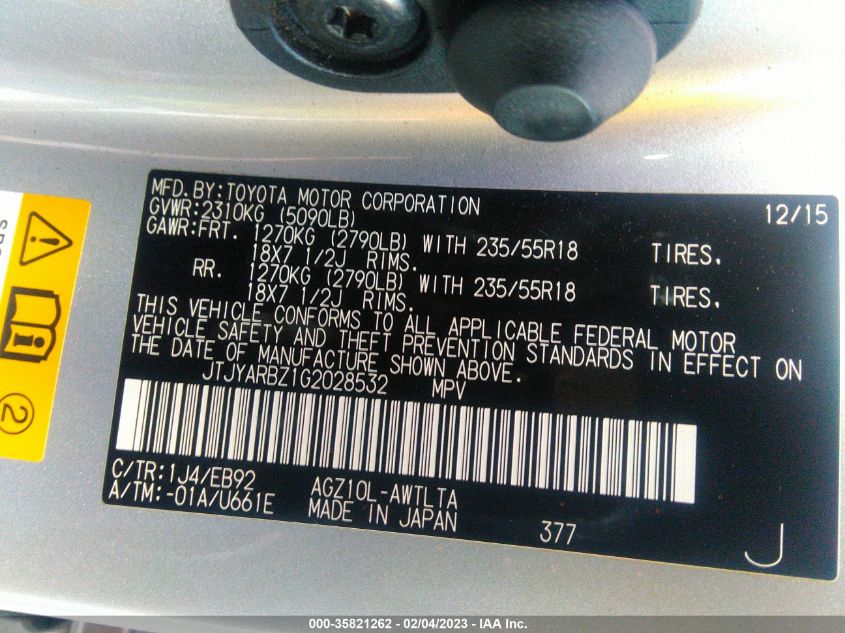 MFD.BY:TOYOTA MOTOR CORPORATION 12/15
GVWR:2310KG (5090LB)
GAWR:FRT. 1270KG (2790LB) WITH 235/55R18 TIRES,
18X7 1/2J RIMS.
RR. 1270KG (2790LB) WITH 235/55R18 TIRES,
18X7 1/2J RIMS.
THIS VEHICLE CONFORMS TO ALL APPLICABLE FEDERAL MOTOR
VEHICLE SAFETY AND THEFT PREVENTION STANDARDS IN EFFECT ON
THE DATE OF MANUFACTURE SHOWN ABOVE.
JTJYARBZ1G2028532 MPV
C/TR:1J4/EB92 AGZ10L-AWTLTA
A/TM:-01A/U661E MADE IN JAPAN 377 J
2
000-35821262 - 02/04/2023 - IAA Inc.